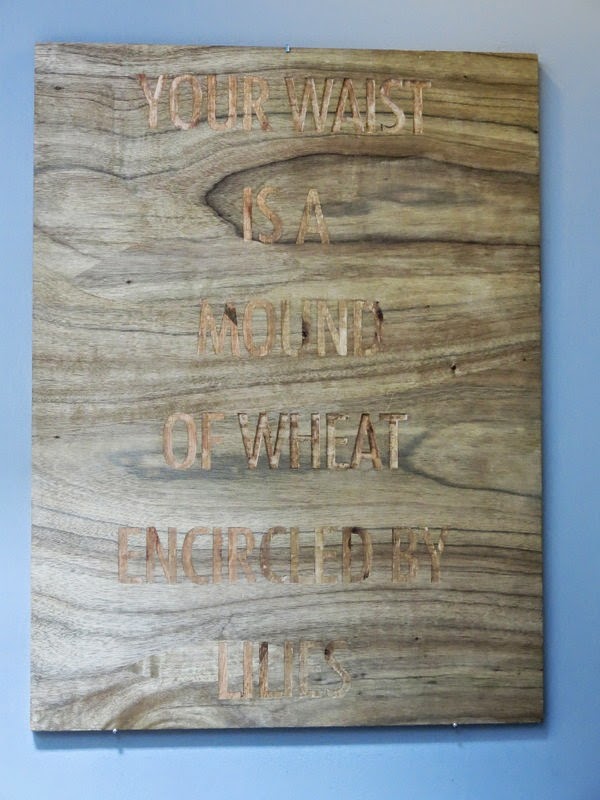 YOUR WAIST
IS A
MOUND
OF WHEAT
ENCIRCLED BY
LILIES